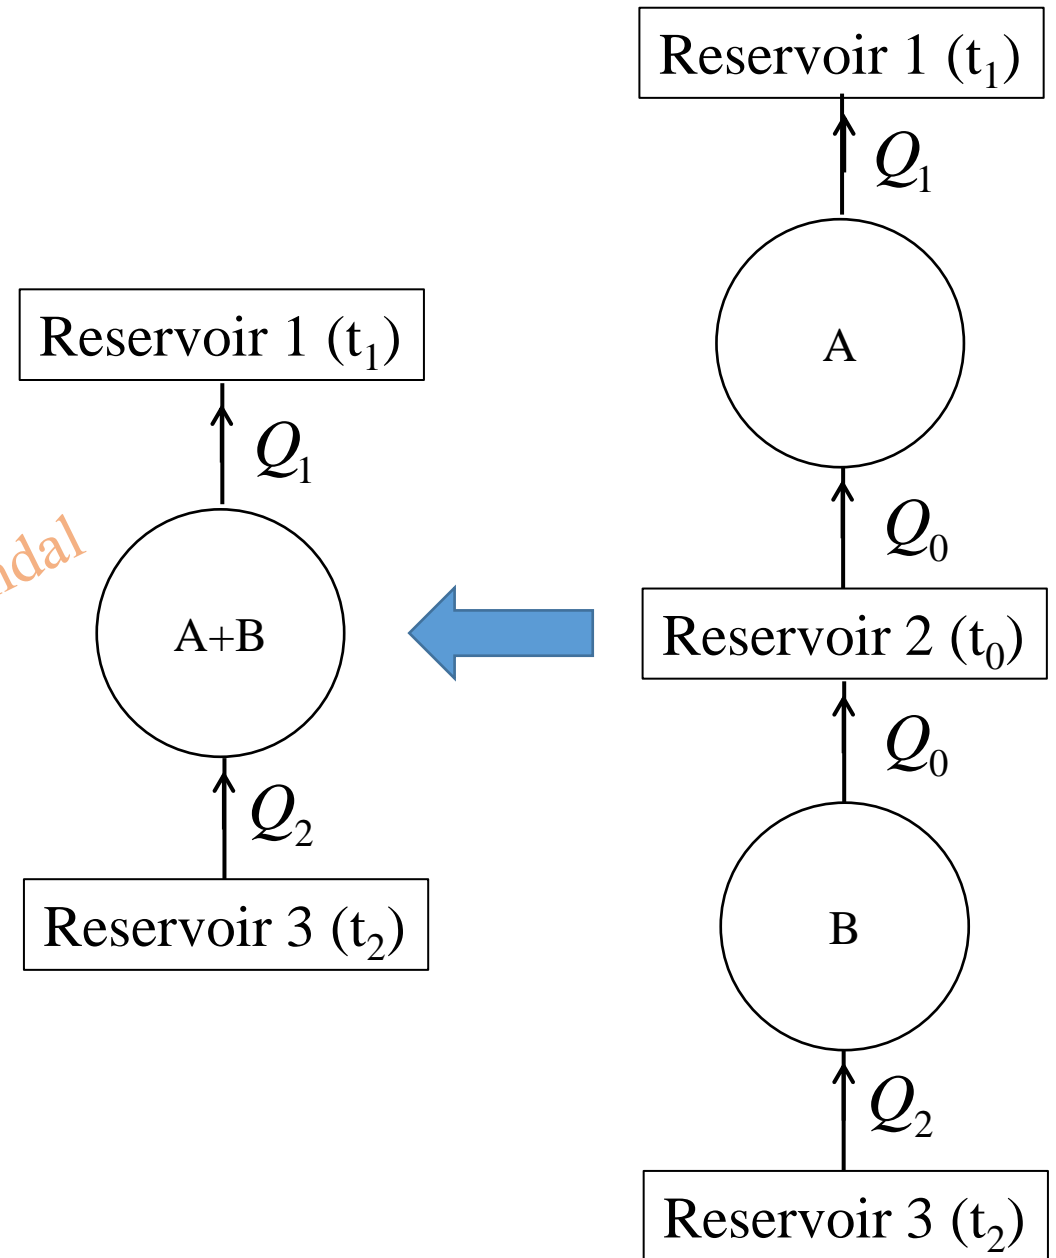 Reservoir 1 (t₁)
Q₁
A+B
Q₂
Reservoir 3 (t₂)
Reservoir 1 (t₁)
Q₁
A
Q₀
Reservoir 2 (t₀)
Q₀
B
Q₂
Reservoir 3 (t₂)